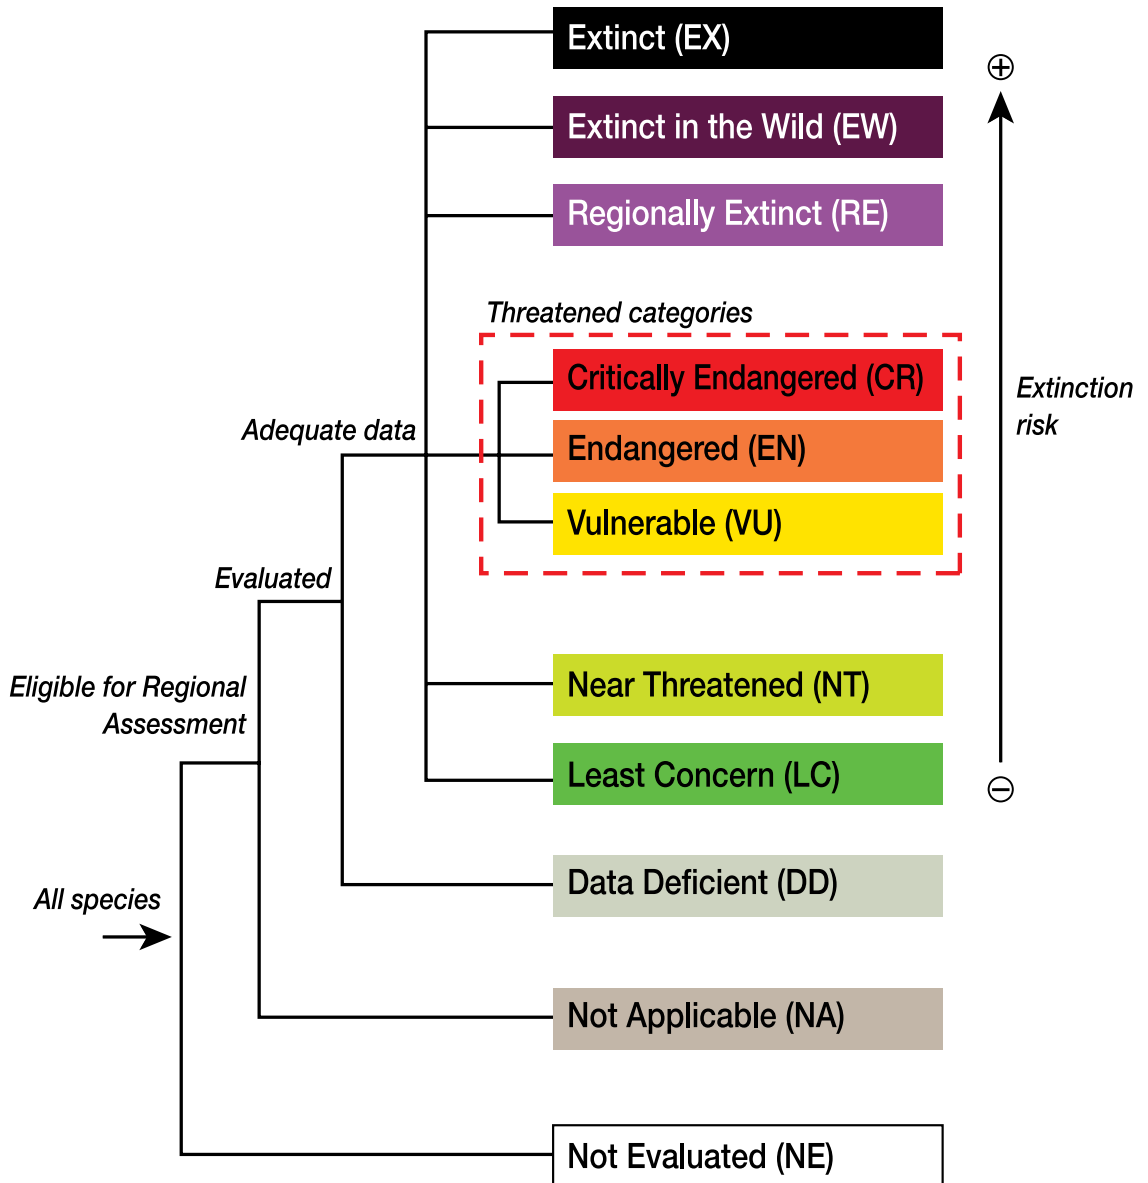 Extinct (EX)
Extinct in the Wild (EW)
Regionally Extinct (RE)
Threatened categories
Critically Endangered (CR)
Extinction
risk
Adequate data
Endangered (EN)
Vulnerable (VU)
Evaluated
Eligible for Regional
Assessment
Near Threatened (NT)
Least Concern (LC)
Data Deficient (DD)
All species
Not Applicable (NA)
Not Evaluated (NE)